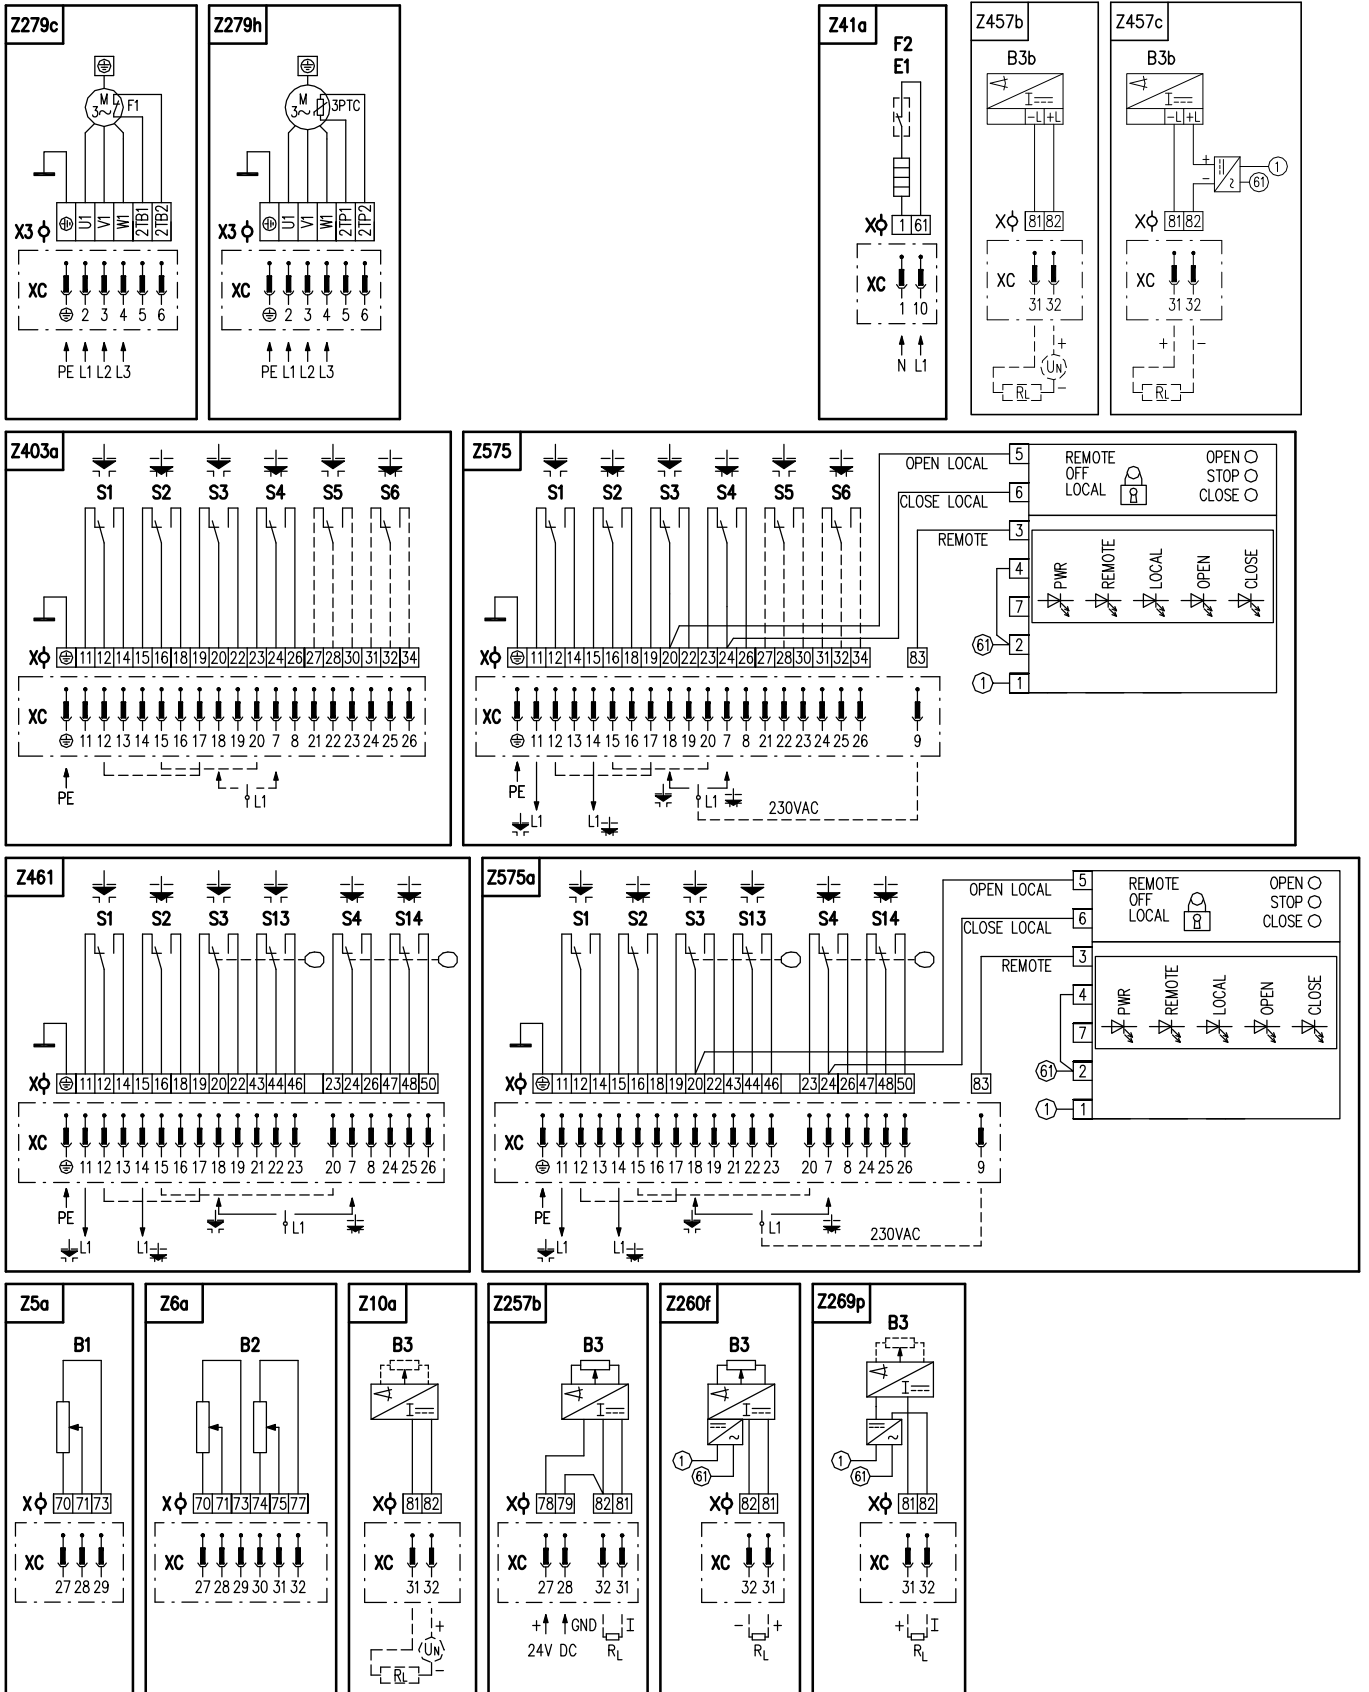 Z279c
M
3~
F1
X3
U1
V1
W1
2TB1
2TB2
XC
2 3 4 5 6
PE L1 L2 L3
Z279h
M
3~
3PTC
X3
U1
V1
W1
2TP1
2TP2
XC
2 3 4 5 6
PE L1 L2 L3
Z41a
F2
E1
X 1 61
XC
1 10
N L1
Z457b
B3b
I
-L +L
X 81 82
XC
31 32
+
UN
-
RL
Z457c
B3b
I
-L +L
+
-
~
1
61
X 81 82
XC
31 32
+ -
RL
Z403a
S1 S2 S3 S4 S5 S6
X 11 12 14 15 16 18 19 20 22 23 24 26 27 28 30 31 32 34
XC
11 12 13 14 15 16 17 18 19 20 7 8 21 22 23 24 25 26
PE
L1
Z575
S1 S2 S3 S4 S5 S6
OPEN LOCAL 5
CLOSE LOCAL 6
REMOTE 3
4
7
61 2
1 1
REMOTE
OFF
LOCAL
OPEN
STOP
CLOSE
PWR
REMOTE
LOCAL
OPEN
CLOSE
X 11 12 14 15 16 18 19 20 22 23 24 26 27 28 30 31 32 34 83
XC
11 12 13 14 15 16 17 18 19 20 7 8 21 22 23 24 25 26 9
PE
L1 L1 L1
230VAC
Z461
S1 S2 S3 S13 S4 S14
X 11 12 14 15 16 18 19 20 22 43 44 46 23 24 26 47 48 50
XC
11 12 13 14 15 16 17 18 19 21 22 23 20 7 8 24 25 26
PE
L1 L1 L1
Z575a
S1 S2 S3 S13 S4 S14
OPEN LOCAL 5
CLOSE LOCAL 6
REMOTE 3
4
7
61 2
1 1
REMOTE
OFF
LOCAL
OPEN
STOP
CLOSE
PWR
REMOTE
LOCAL
OPEN
CLOSE
X 11 12 14 15 16 18 19 20 22 43 44 46 23 24 26 47 48 50 83
XC
11 12 13 14 15 16 17 18 19 21 22 23 20 7 8 24 25 26 9
PE
L1 L1 L1
230VAC
Z5a
B1
X 70 71 73
XC
27 28 29
Z6a
B2
X 70 71 73 74 75 77
XC
27 28 29 30 31 32
Z10a
B3
I
X 81 82
XC
31 32
+
UN
-
RL
Z257b
B3
I
X 78 79 82 81
XC
27 28 32 31
+ GND I
24V DC RL
Z260f
B3
I
~
1
61
X 82 81
XC
32 31
- +
RL
Z269p
B3
I
~
1
61
X 81 82
XC
31 32
+ I
RL